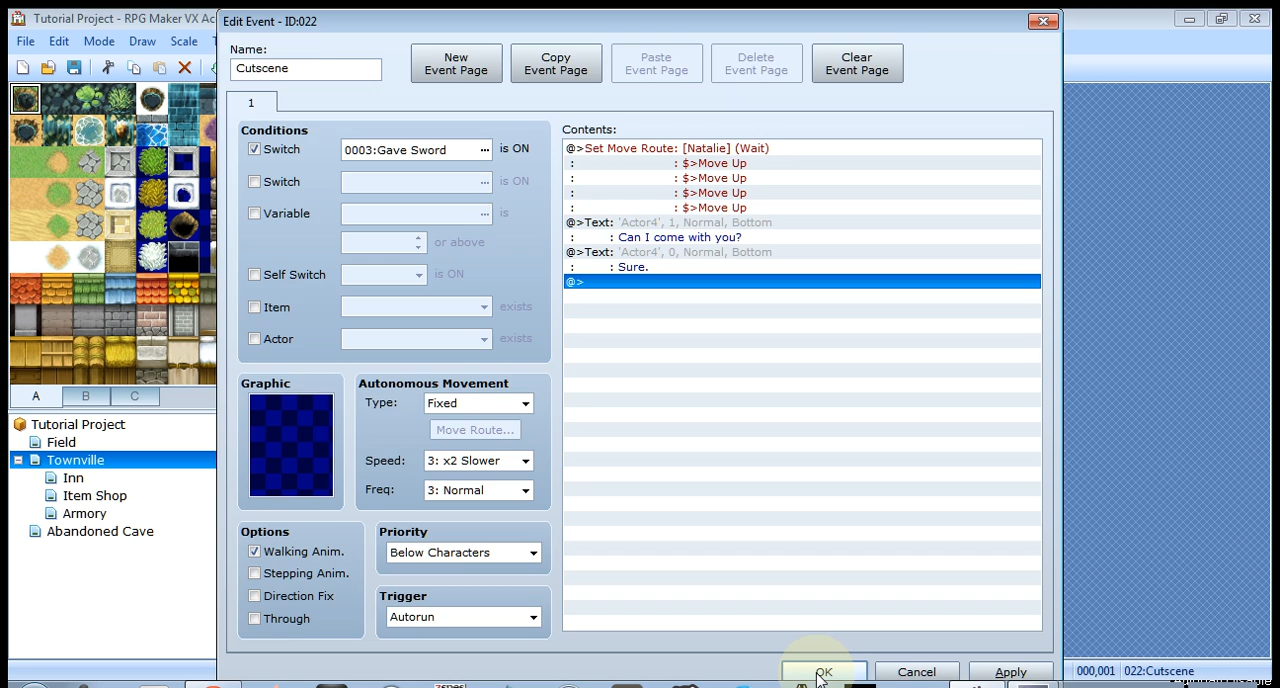 Tutorial Project - RPG Maker VX Ac
Edit Event - ID:022
File Edit Mode Draw Scale
Name:
Cutscene
New Event Page
Copy Event Page
Paste Event Page
Delete Event Page
Clear Event Page
1
Conditions
Switch 0003:Gave Sword ... is ON
Switch ... is ON
Variable ... is
or above
Self Switch is ON
Item exists
Actor exists
Graphic
Autonomous Movement
Type: Fixed
Move Route...
Speed: 3: x2 Slower
Freq: 3: Normal
Options
Walking Anim.
Stepping Anim.
Direction Fix
Through
Priority
Below Characters
Trigger
Autorun
Contents:
@>Set Move Route: [Natalie] (Wait)
: : $>Move Up
: : $>Move Up
: : $>Move Up
: : $>Move Up
@>Text: 'Actor4', 1, Normal, Bottom
: : Can I come with you?
@>Text: 'Actor4', 0, Normal, Bottom
: : Sure.
@>
A B C
Tutorial Project
Field
Townville
Inn
Item Shop
Armory
Abandoned Cave
OK Cancel Apply
000,001 022:Cutscene